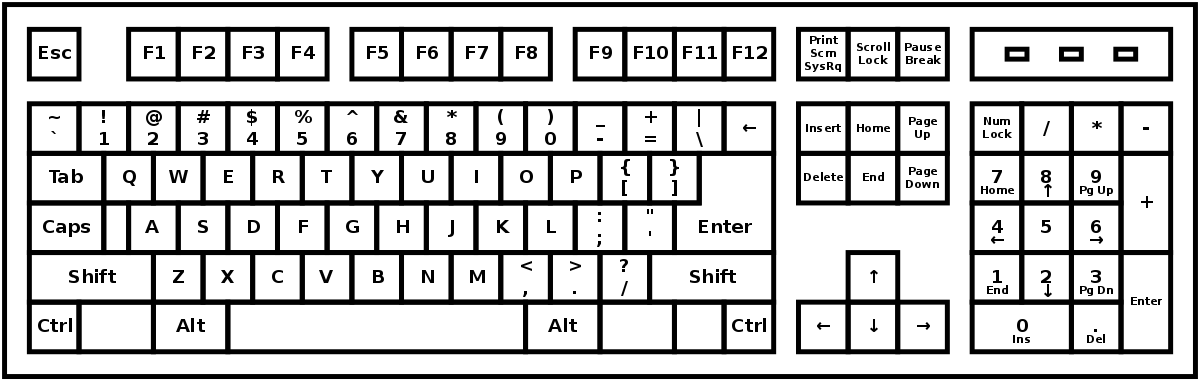 Esc F1 F2 F3 F4 F5 F6 F7 F8 F9 F10 F11 F12
Print
Scrn
SysRq
Scroll
Lock
Pause
Break
~ ! @ # $ % ^ & * ( ) _ + |
` 1 2 3 4 5 6 7 8 9 0 - = \ ←
Insert Home
Page
Up
Num
Lock
/ * -
Tab Q W E R T Y U I O P
{ }
[ ]
Delete End
Page
Down
7 8 9
Home ↑ Pg Up
+
Caps A S D F G H J K L
: "
; '
Enter
4 5 6
← →
Shift Z X C V B N M
< > ?
, . /
Shift
↑
1 2 3
End ↓ Pg Dn
Enter
Ctrl Alt Alt Ctrl
← ↓ →
0 .
Ins Del